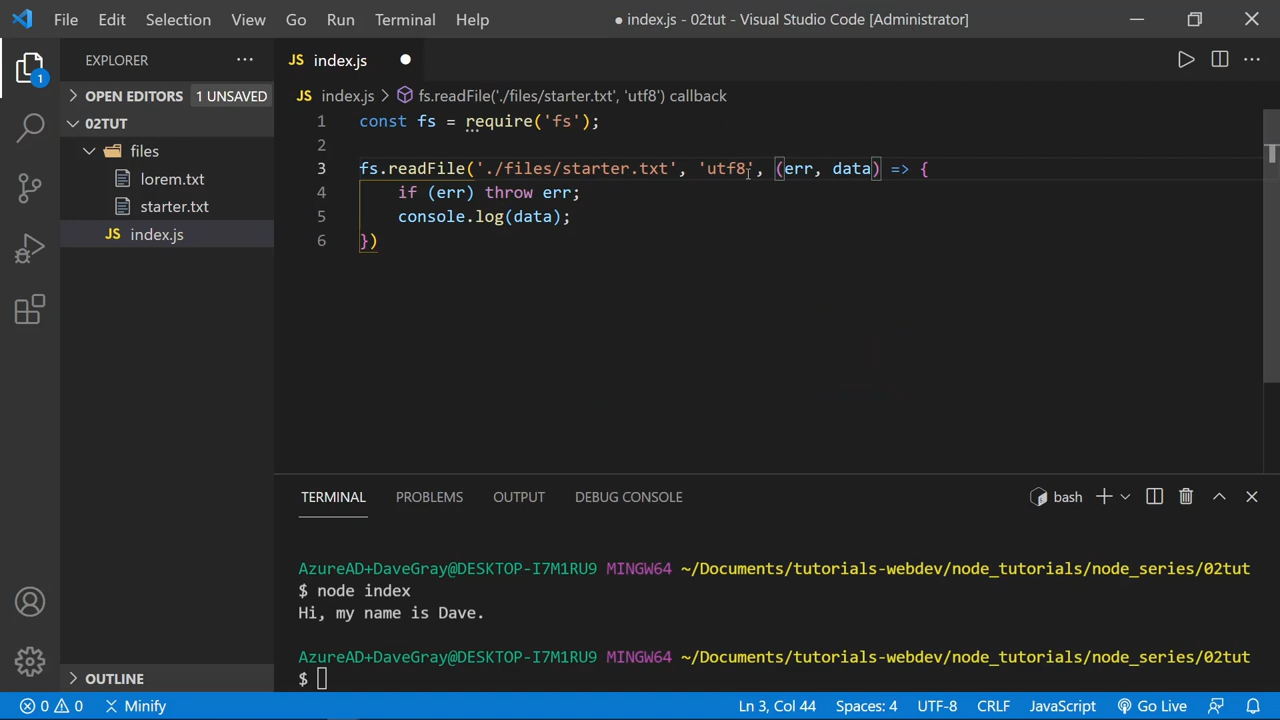 File Edit Selection View Go Run Terminal Help
● index.js - 02tut - Visual Studio Code [Administrator]
EXPLORER
1
OPEN EDITORS 1 UNSAVED
02TUT
files
lorem.txt
starter.txt
JS index.js
OUTLINE
JS index.js
JS index.js > fs.readFile('./files/starter.txt', 'utf8') callback
1 const fs = require('fs');
2
3 fs.readFile('./files/starter.txt', 'utf8', (err, data) => {
4 if (err) throw err;
5 console.log(data);
6 })
TERMINAL PROBLEMS OUTPUT DEBUG CONSOLE
bash
AzureAD+DaveGray@DESKTOP-I7M1RU9 MINGW64 ~/Documents/tutorials-webdev/node_tutorials/node_series/02tut
$ node index
Hi, my name is Dave.
AzureAD+DaveGray@DESKTOP-I7M1RU9 MINGW64 ~/Documents/tutorials-webdev/node_tutorials/node_series/02tut
$
0 0 Minify Ln 3, Col 44 Spaces: 4 UTF-8 CRLF JavaScript Go Live